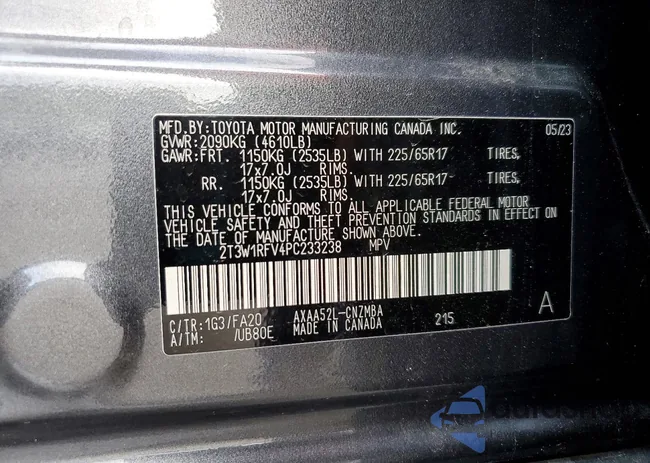 MFD.BY:TOYOTA MOTOR MANUFACTURING CANADA INC. 05/23
GVWR:2090KG (4610LB)
GAWR:FRT. 1150KG (2535LB) WITH 225/65R17 TIRES,
17x7.0J RIMS.
RR. 1150KG (2535LB) WITH 225/65R17 TIRES,
17x7.0J RIMS.
THIS VEHICLE CONFORMS TO ALL APPLICABLE FEDERAL MOTOR
VEHICLE SAFETY AND THEFT PREVENTION STANDARDS IN EFFECT ON
THE DATE OF MANUFACTURE SHOWN ABOVE.
2T3W1RFV4PC233238 MPV
C/TR:1G3/FA20 AXAA52L-CNZMBA 215 A
A/TM: /UB80E MADE IN CANADA